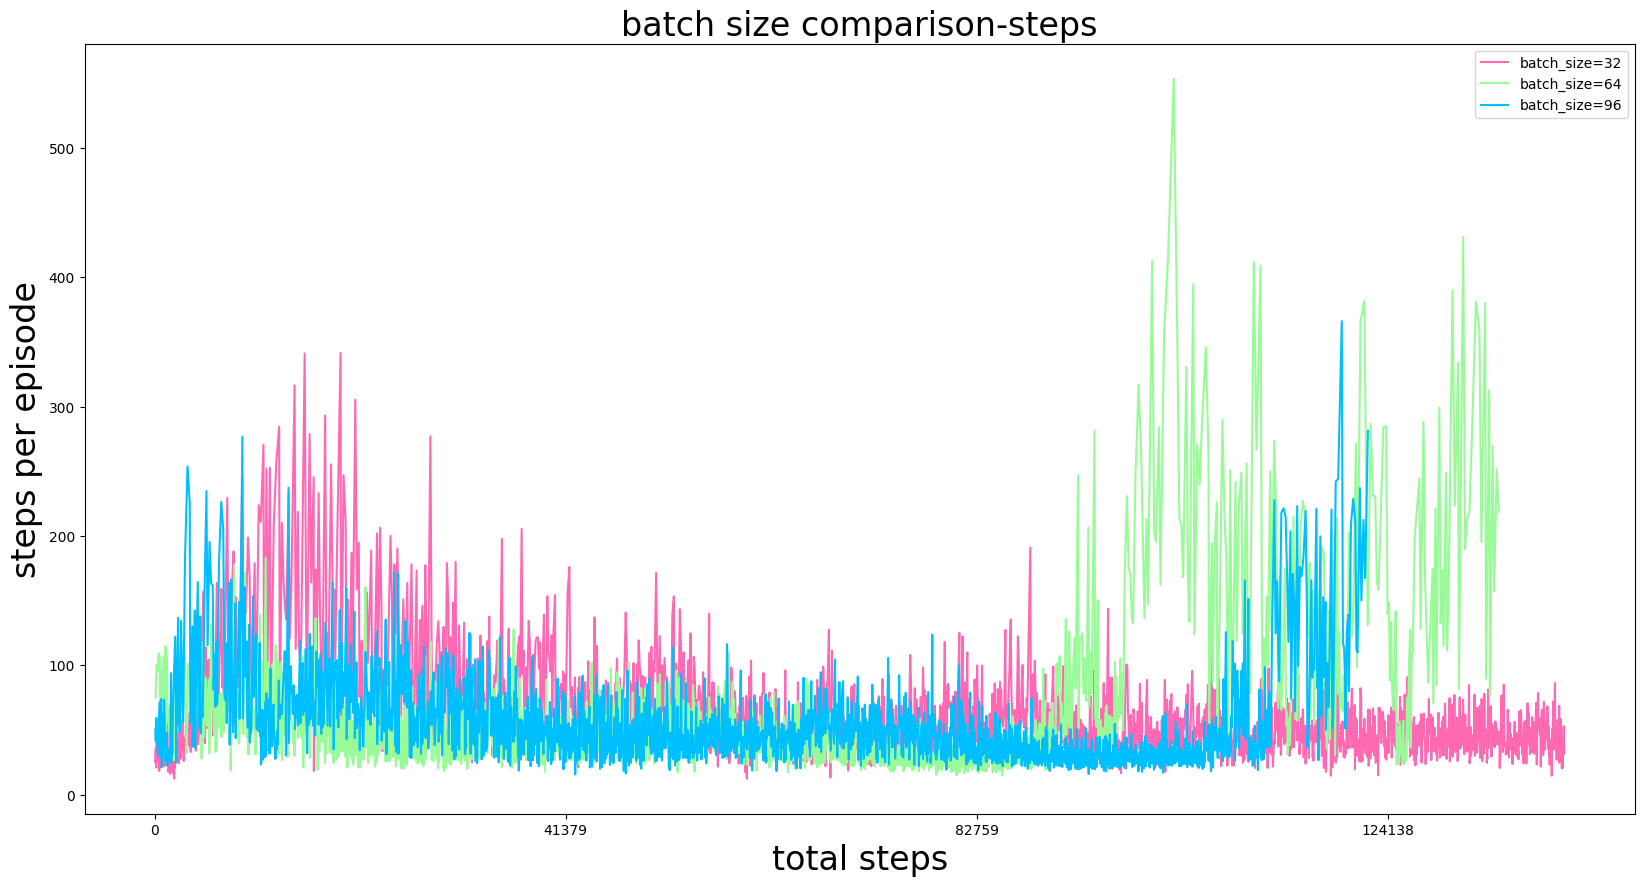 batch size comparison-steps
batch_size=32
batch_size=64
batch_size=96
steps per episode
500
400
300
200
100
0
0 41379 82759 124138
total steps